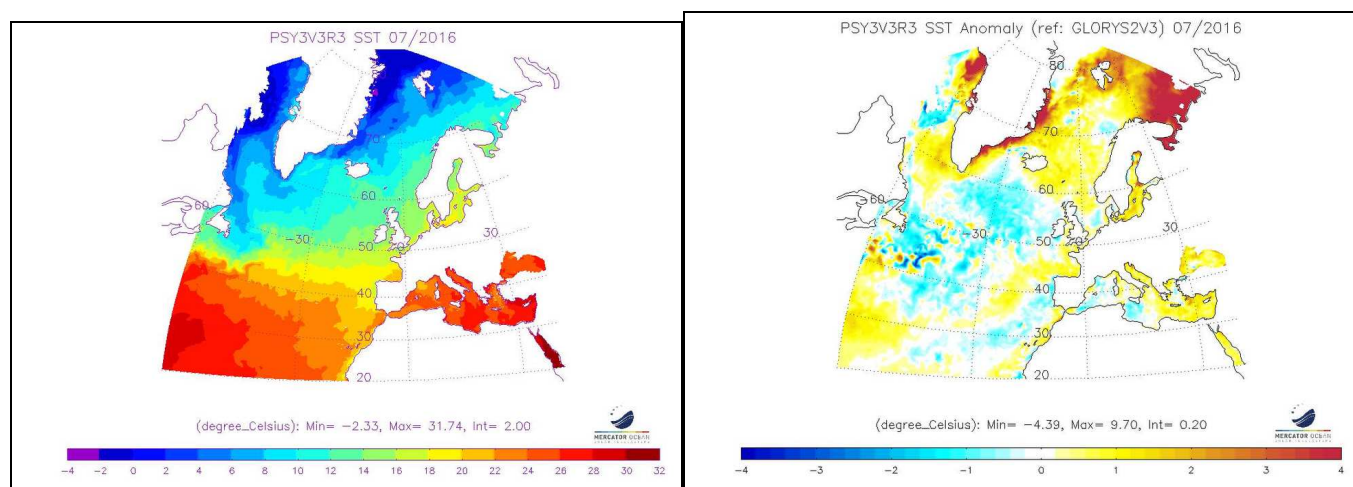 PSY3V3R3 SST 07/2016
80
70
60
-60
-30
50
20
30
40
30
20
(degree_Celsius): Min= -2.33, Max= 31.74, Int= 2.00
MERCATOR OCEAN
-4 -2 0 2 4 6 8 10 12 14 16 18 20 22 24 26 28 30 32
PSY3V3R3 SST Anomaly (ref: GLORYS2V3) 07/2016
80
70
60
-60
-30
50
20
30
40
30
20
(degree_Celsius): Min= -4.39, Max= 9.70, Int= 0.20
MERCATOR OCEAN
-4 -3 -2 -1 0 1 2 3 4